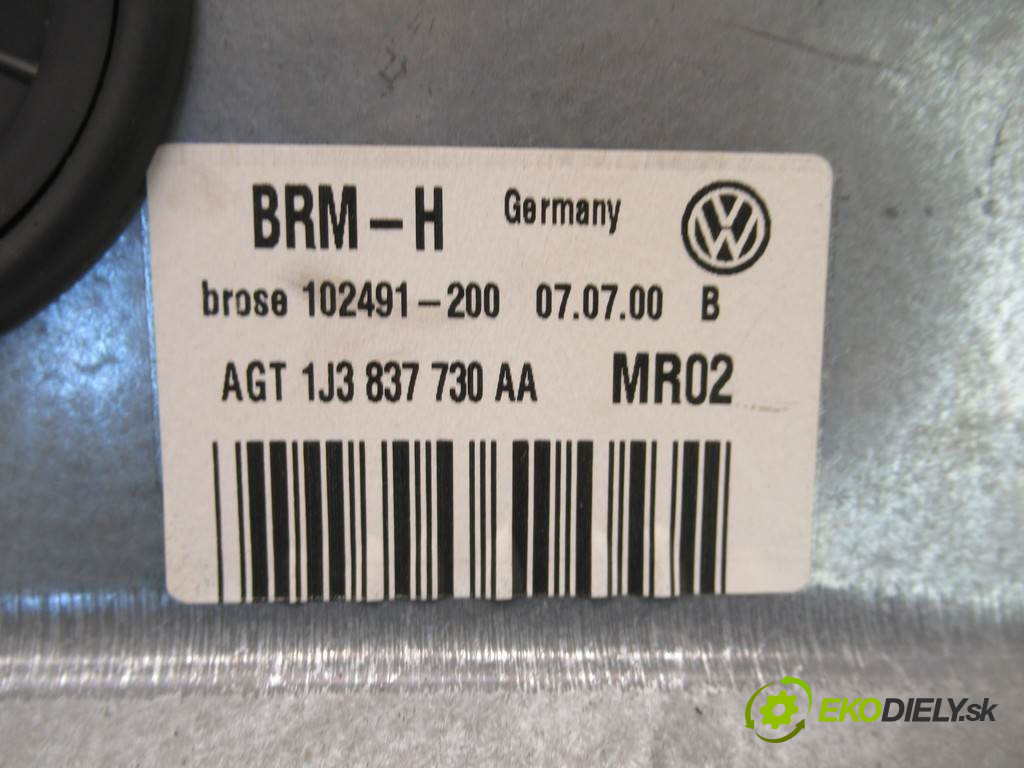 BRM-H Germany
brose 102491-200 07.07.00 B
AGT 1J3 837 730 AA MR02
EKODIELY.sk